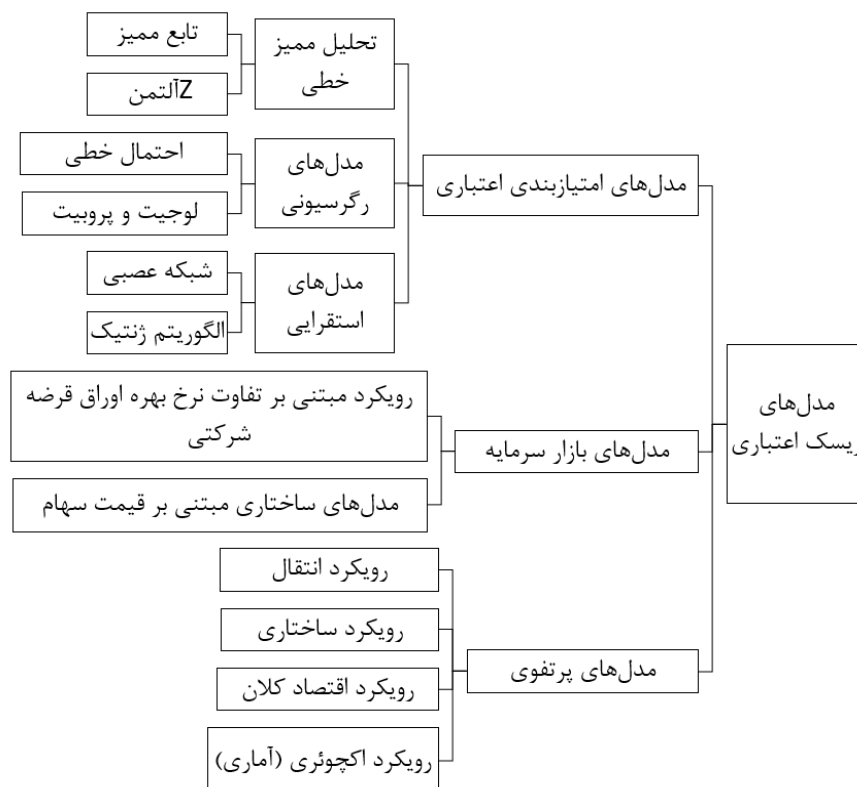 مدل‌های
ریسک اعتباری
مدل‌های امتیازبندی اعتباری
تحلیل ممیز
خطی
تابع ممیز
Zآلتمن
مدل‌های
رگرسیونی
احتمال خطی
لوجیت و پروبیت
مدل‌های
استقرایی
شبکه عصبی
الگوریتم ژنتیک
مدل‌های بازار سرمایه
رویکرد مبتنی بر تفاوت نرخ بهره اوراق قرضه
شرکتی
مدل‌های ساختاری مبتنی بر قیمت سهام
مدل‌های پرتفوی
رویکرد انتقال
رویکرد ساختاری
رویکرد اقتصاد کلان
رویکرد اکچوئری (آماری)